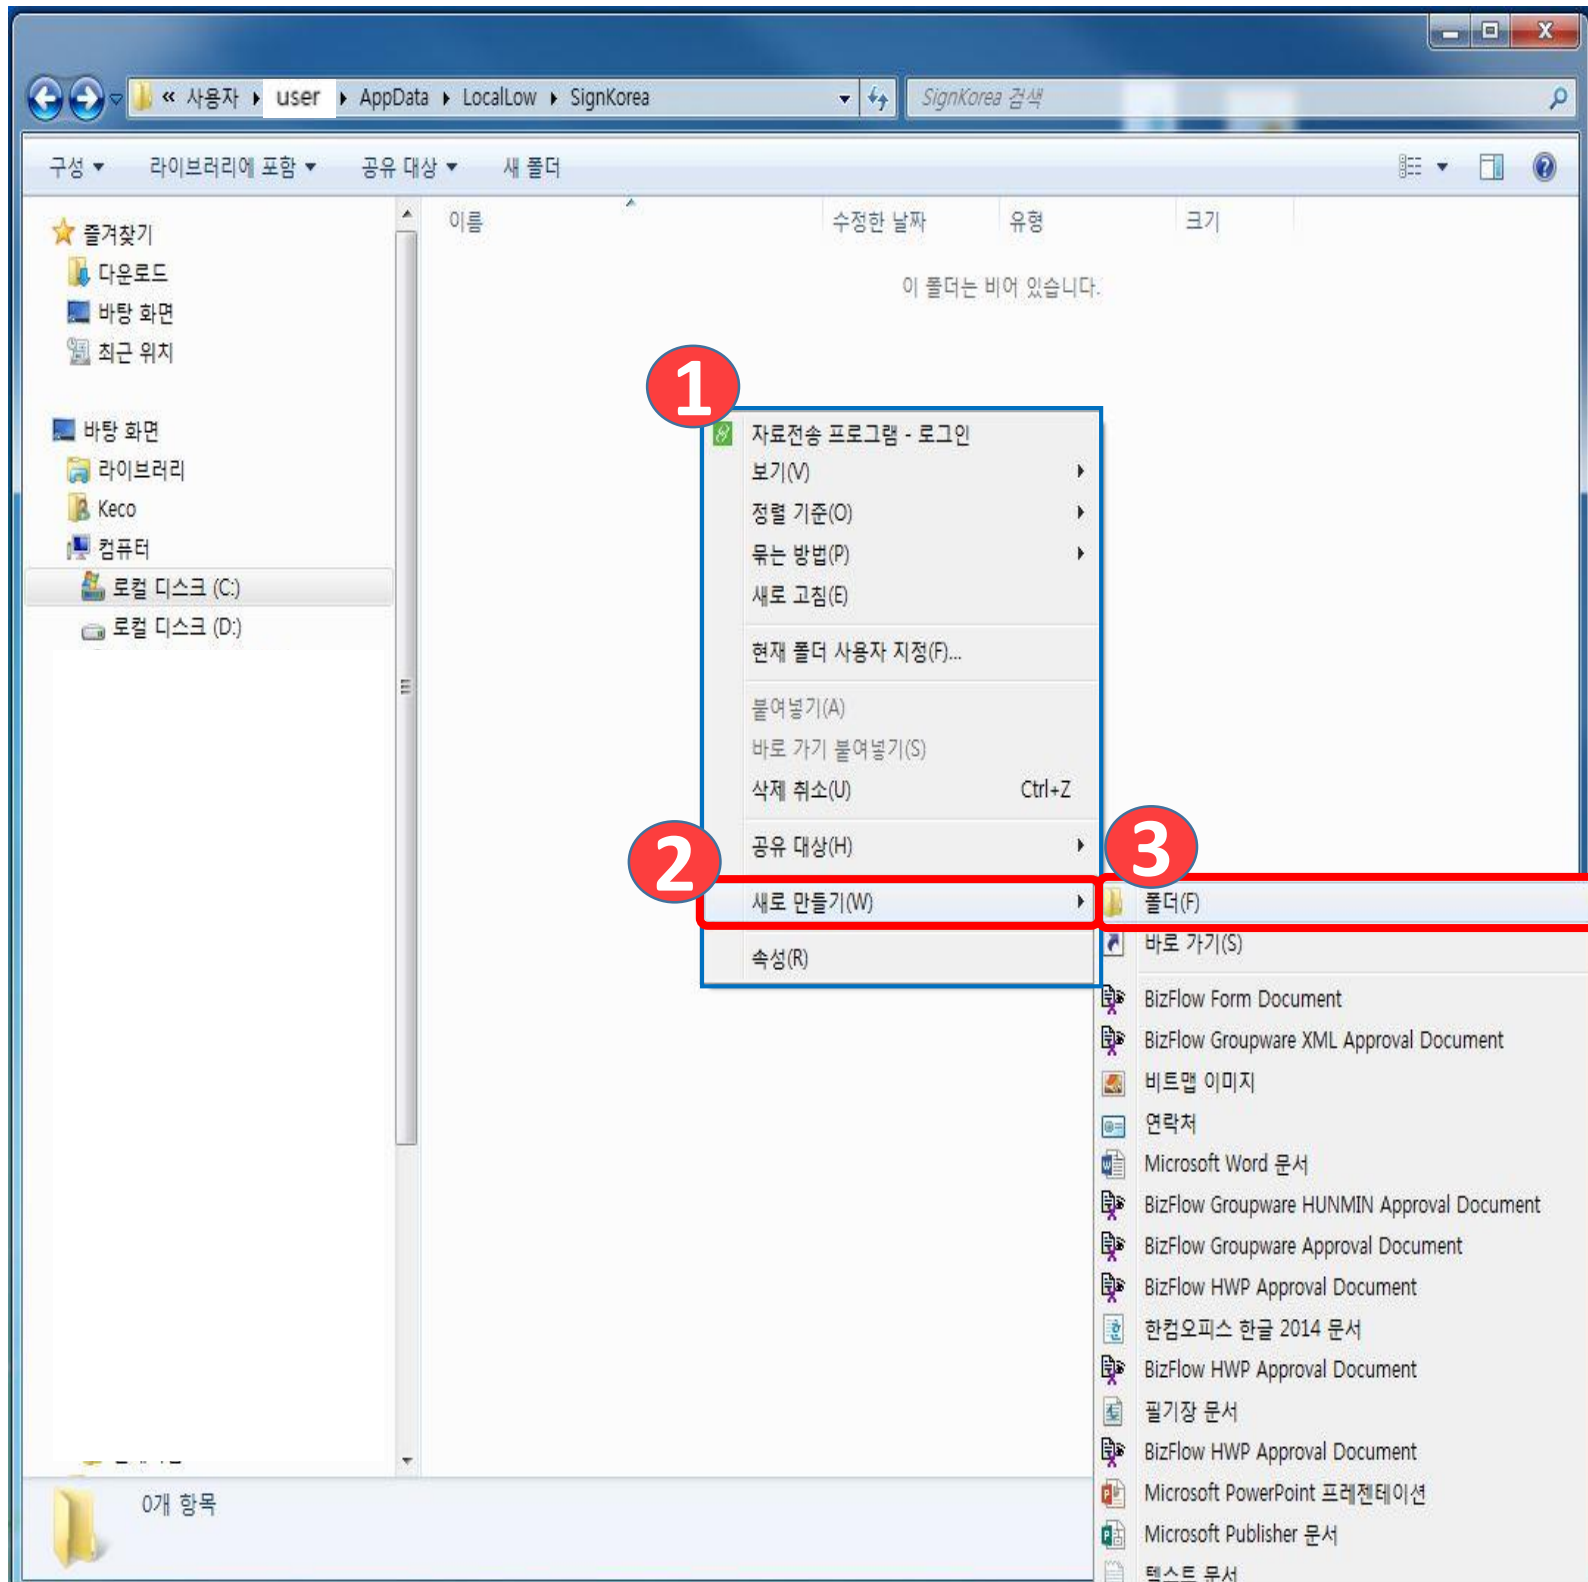 « 사용자 ▸ user ▸ AppData ▸ LocalLow ▸ SignKorea
SignKorea 검색
구성 ▼ 라이브러리에 포함 ▼ 공유 대상 ▼ 새 폴더
이름 수정한 날짜 유형 크기
이 폴더는 비어 있습니다.
즐겨찾기
다운로드
바탕 화면
최근 위치
바탕 화면
라이브러리
Keco
컴퓨터
로컬 디스크 (C:)
로컬 디스크 (D:)
1
자료전송 프로그램 - 로그인
보기(V)
정렬 기준(O)
묶는 방법(P)
새로 고침(E)
현재 폴더 사용자 지정(F)...
붙여넣기(A)
바로 가기 붙여넣기(S)
삭제 취소(U) Ctrl+Z
공유 대상(H)
2
새로 만들기(W)
속성(R)
3
폴더(F)
바로 가기(S)
BizFlow Form Document
BizFlow Groupware XML Approval Document
비트맵 이미지
연락처
Microsoft Word 문서
BizFlow Groupware HUNMIN Approval Document
BizFlow Groupware Approval Document
BizFlow HWP Approval Document
한컴오피스 한글 2014 문서
BizFlow HWP Approval Document
필기장 문서
BizFlow HWP Approval Document
Microsoft PowerPoint 프레젠테이션
Microsoft Publisher 문서
텍스트 문서
0개 항목